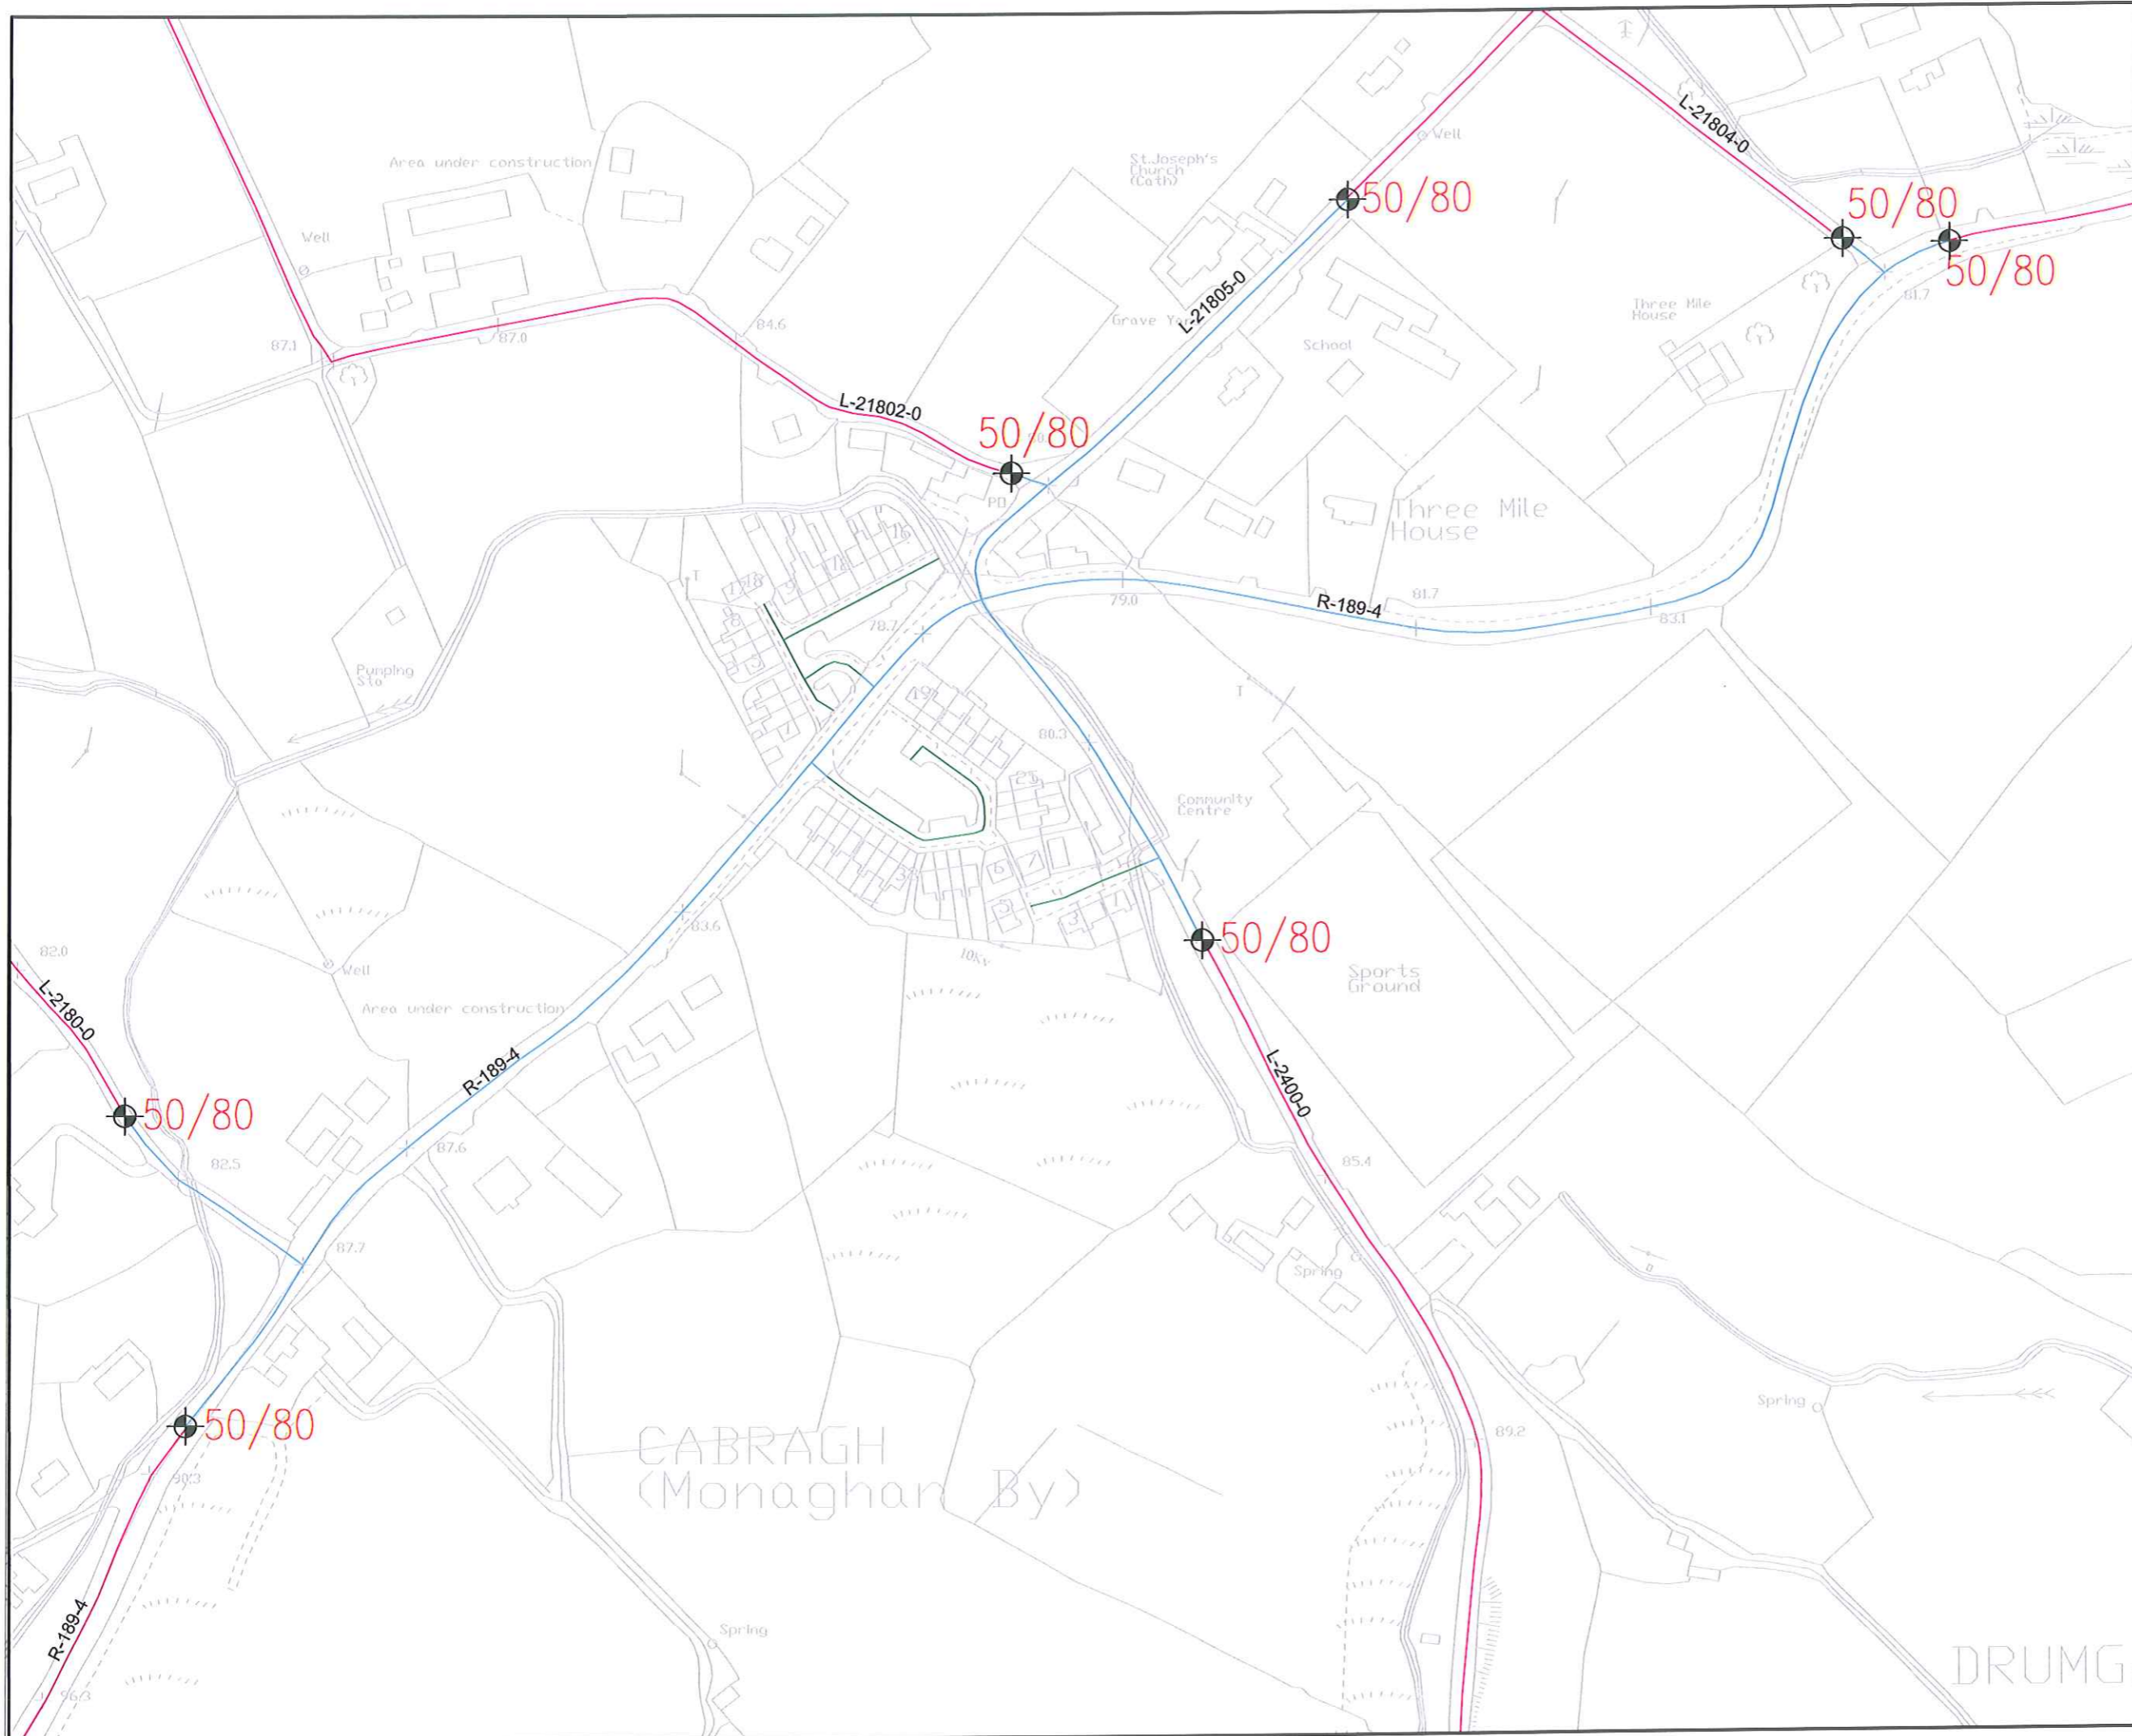 L-21804-0
Well
Area under construction
St.Joseph's
Church
(Cath)
50/80
50/80
50/80
Well
L-21805-0
81.7
Three Mile
House
84.6
87.0
87.1
School
L-21802-0
50/80
PO
Three Mile
House
16
79.0
R-189-4
81.7
83.1
78.7
Pumping
Sta
T
T
19
80.3
25
Community
Centre
83.6
50/80
10Kv
82.0
Well
Sports
Ground
L-2180-0
Area under construction
R-189-4
L-2400-0
50/80
87.6
82.5
85.4
87.7
Spring
Spring
50/80
89.2
CABRAGH
(Monaghan By)
90.3
R-189-4
Spring
DRUMG
96.3